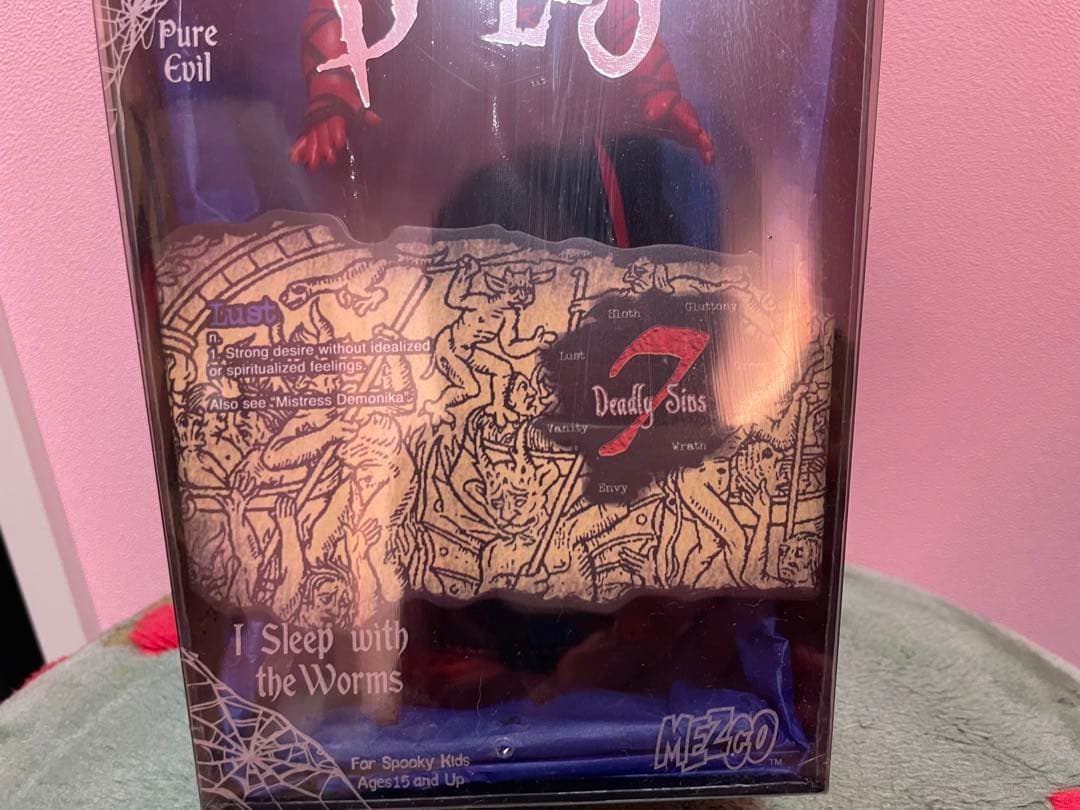 Pure
Evil
Lust
n.
1. Strong desire without idealized
or spiritualized feelings.
Also see "Mistress Demonika"
Sloth
Gluttony
Lust
7
Deadly Sins
Vanity
Wrath
Envy
I Sleep with
the Worms
For Spooky Kids
Ages 15 and Up
MEZCO™